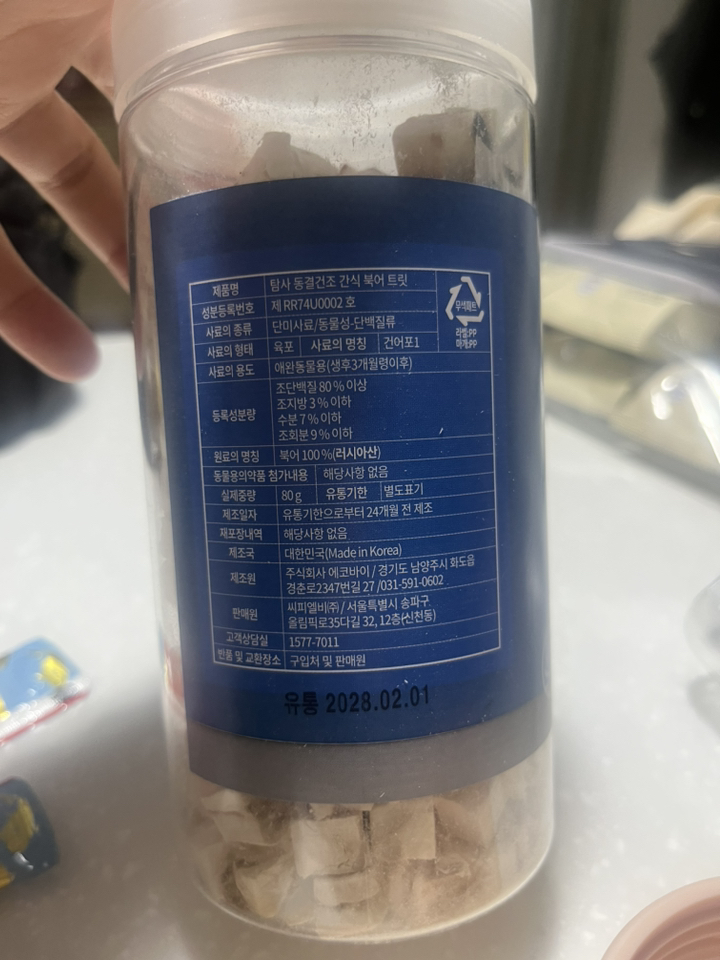 제품명 탐사 동결건조 간식 북어 트릿
성분등록번호 제 RR74U0002 호
사료의 종류 단미사료/동물성-단백질류
사료의 형태 육포 사료의 명칭 건어포1
사료의 용도 애완동물용(생후3개월령이후)
등록성분량
조단백질 80 % 이상
조지방 3 % 이하
수분 7 % 이하
조회분 9 % 이하
원료의 명칭 북어 100 %(러시아산)
동물용의약품 첨가내용 해당사항 없음
실제중량 80 g 유통기한 별도표기
제조일자 유통기한으로부터 24개월 전 제조
재포장내역 해당사항 없음
제조국 대한민국(Made in Korea)
제조원 주식회사 에코바이 / 경기도 남양주시 화도읍
경춘로2347번길 27 /031-591-0602
판매원 씨피엘비㈜ / 서울특별시 송파구
올림픽로35다길 32, 12층(신천동)
고객상담실 1577-7011
반품 및 교환장소 구입처 및 판매원
무색페트
라벨:PP
마개:PP
유통 2028.02.01